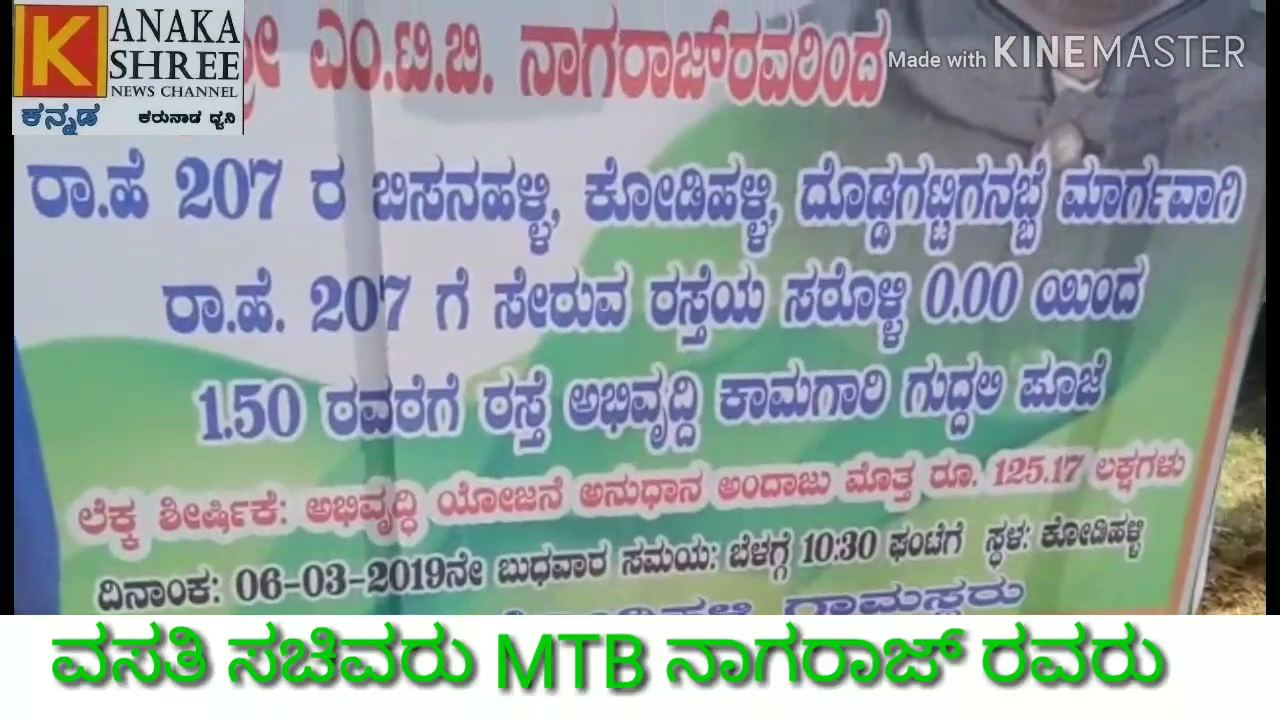 KANAKA
SHREE
NEWS CHANNEL
ಕನ್ನಡ ಕರುನಾಡ ಧ್ವನಿ
Made with KINEMASTER
ಎಂ.ಟಿ.ಬಿ. ನಾಗರಾಜ್‌ರವರಿಂದ
ರಾ.ಹೆ 207 ರ ಬಿಸನಹಳ್ಳಿ, ಕೋಡಿಹಳ್ಳಿ, ದೊಡ್ಡಗಟ್ಟಿಗನಬ್ಬೆ ಮಾರ್ಗವಾಗಿ
ರಾ.ಹೆ. 207 ಗೆ ಸೇರುವ ರಸ್ತೆಯ ಸರೊಳ್ಳಿ 0.00 ಯಿಂದ
1.50 ರವರೆಗೆ ರಸ್ತೆ ಅಭಿವೃದ್ದಿ ಕಾಮಗಾರಿ ಗುದ್ದಲಿ ಪೂಜೆ
ಲೆಕ್ಕ ಶೀರ್ಷಿಕೆ: ಅಭಿವೃದ್ಧಿ ಯೋಜನೆ ಅನುಧಾನ ಅಂದಾಜು ಮೊತ್ತ ರೂ. 125.17 ಲಕ್ಷಗಳು
ದಿನಾಂಕ: 06-03-2019ನೇ ಬುಧವಾರ ಸಮಯ: ಬೆಳಗ್ಗೆ 10:30 ಘಂಟೆಗೆ ಸ್ಥಳ: ಕೋಡಿಹಳ್ಳಿ
ಗ್ರಾಮಸ್ಥರು
ವಸತಿ ಸಚಿವರು MTB ನಾಗರಾಜ್ ರವರು